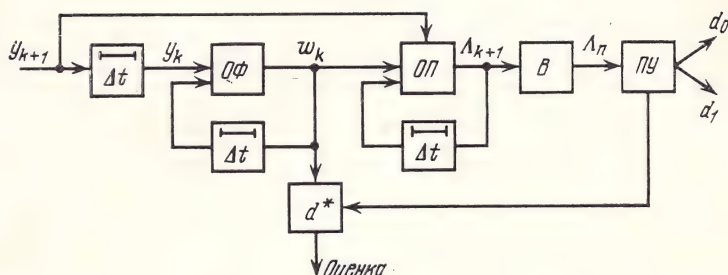 y_{k+1}
Δt
y_k
ОФ
w_k
ОП
Λ_{k+1}
В
Λ_n
ПУ
d_0
d_1
Δt
Δt
d*
Оценка